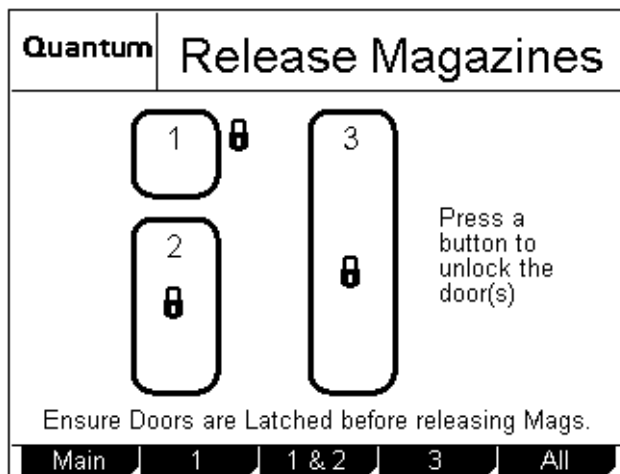 Quantum
Release Magazines
1
3
2
Press a
button to
unlock the
door(s)
Ensure Doors are Latched before releasing Mags.
Main 1 1 & 2 3 All